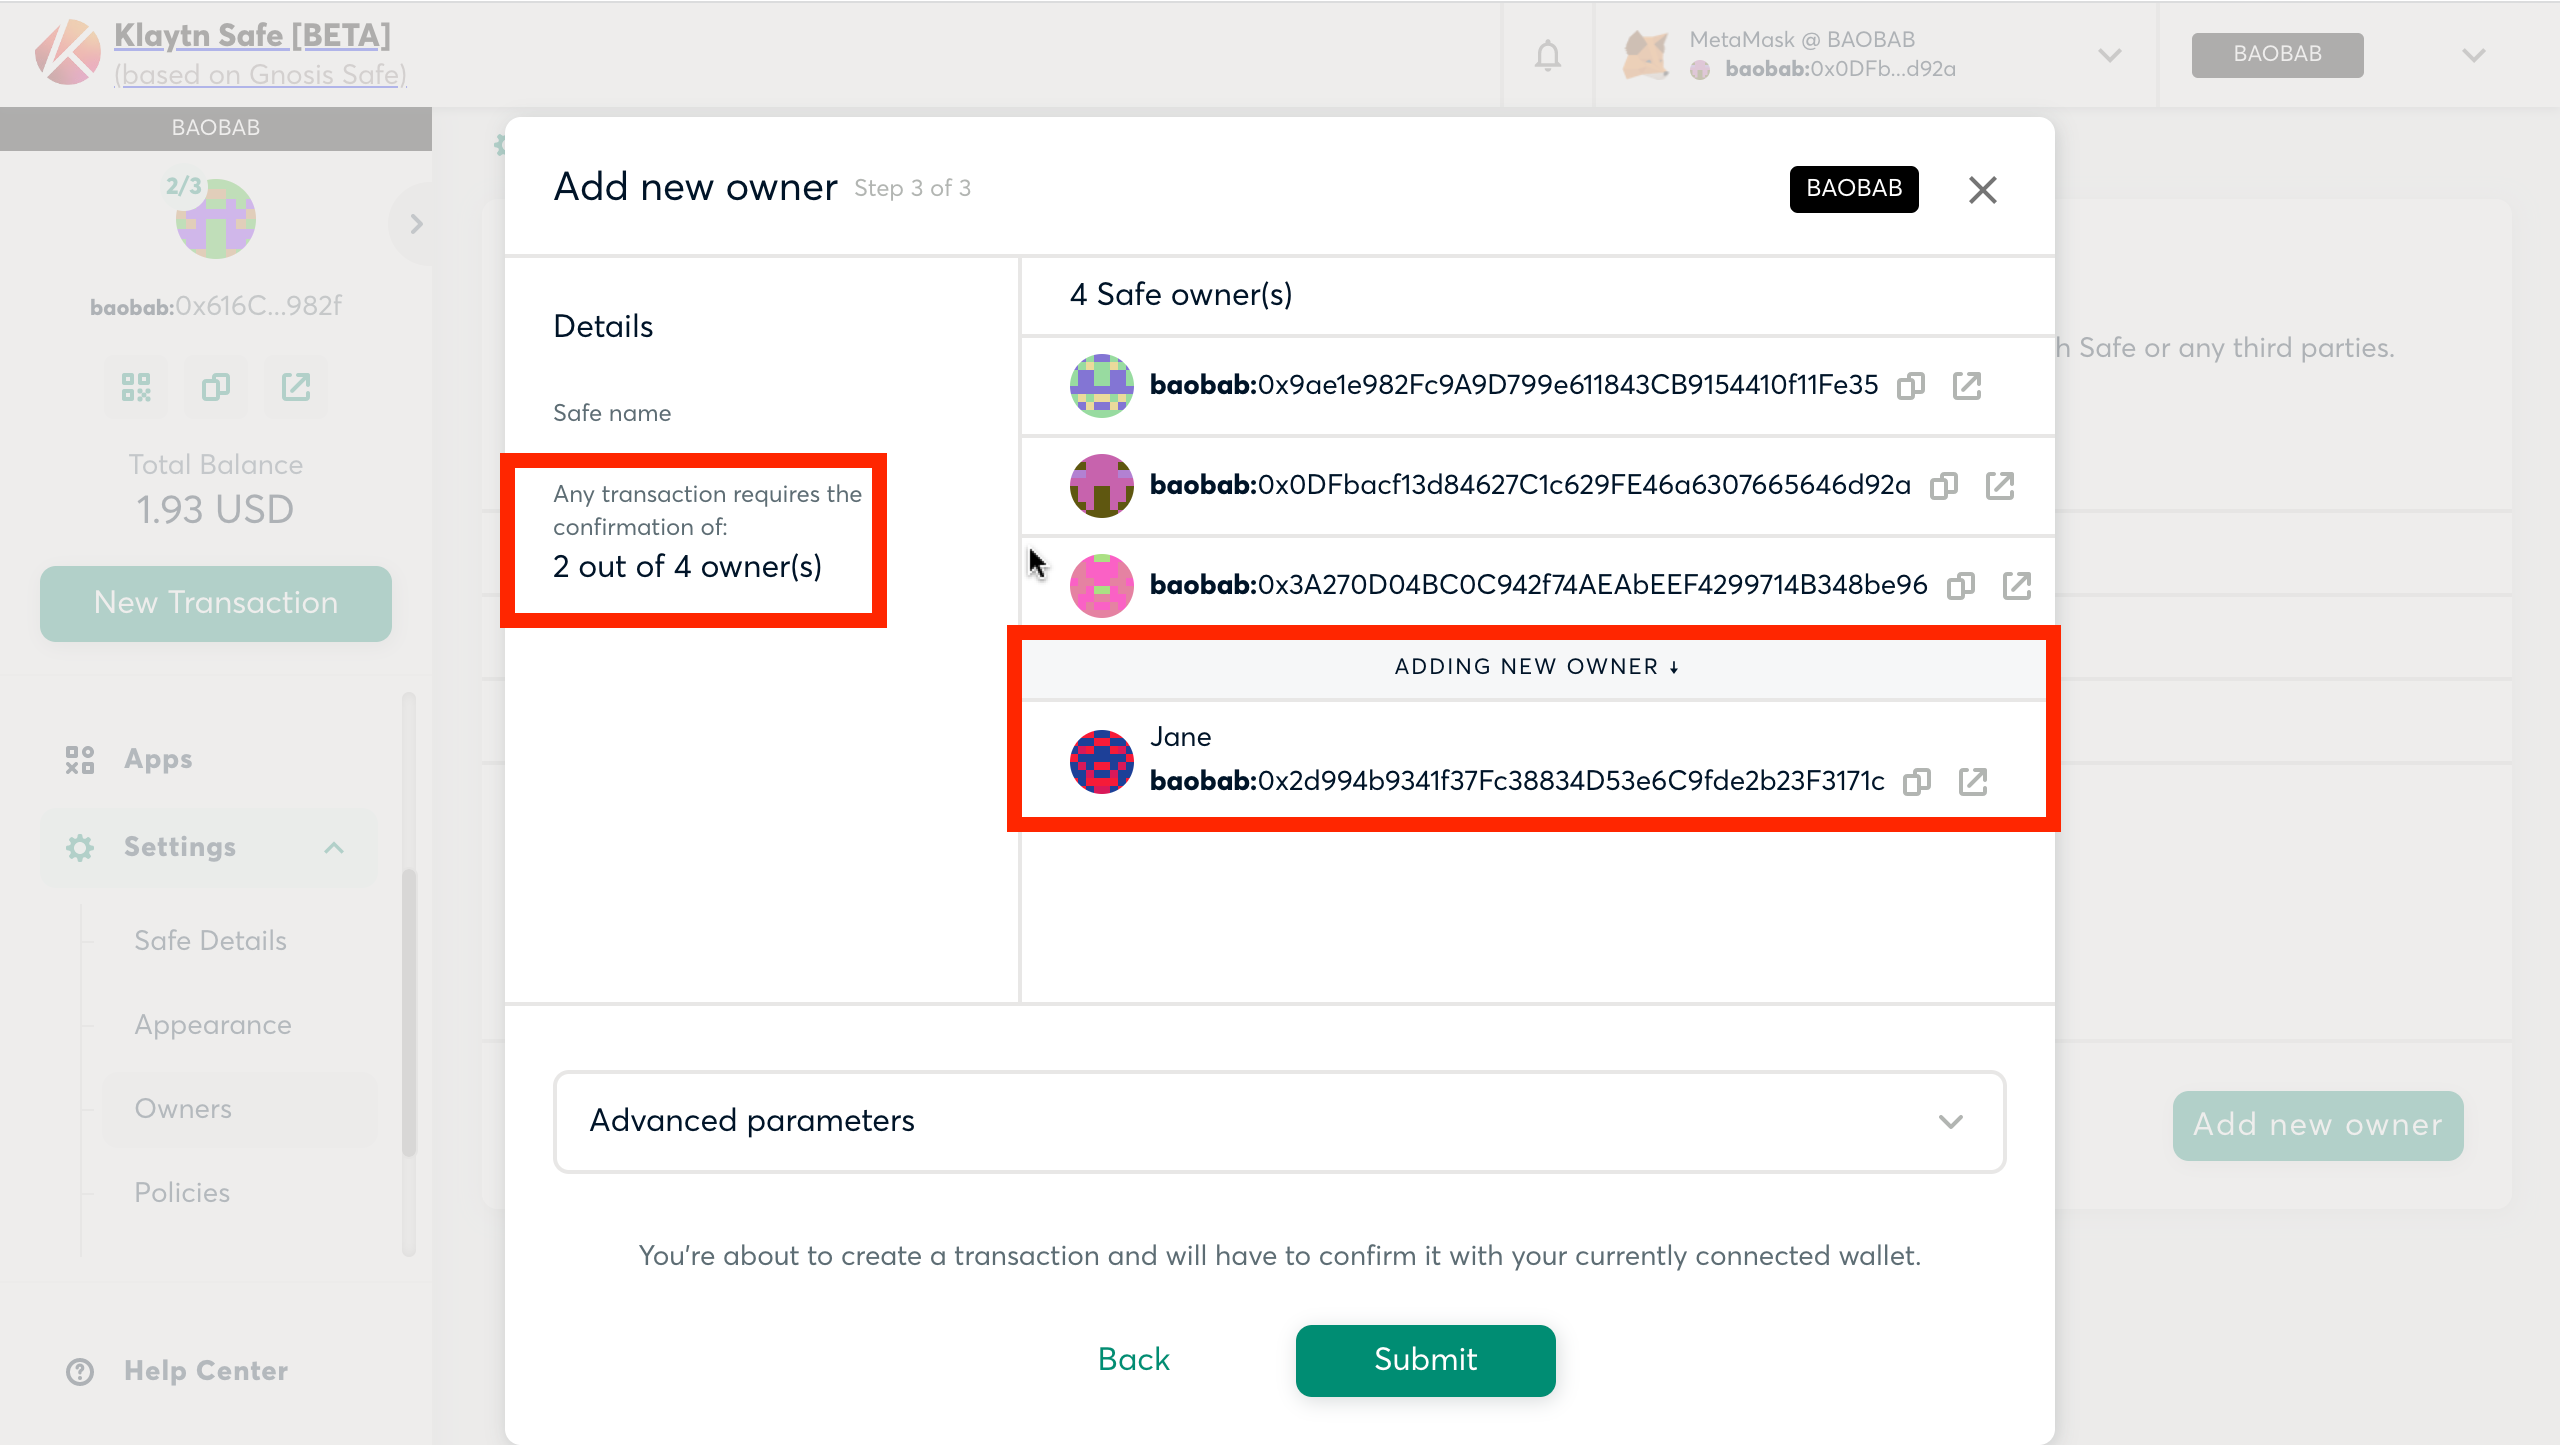 Klaytn Safe [BETA]
(based on Gnosis Safe)
MetaMask @ BAOBAB
baobab:0x0DFb...d92a
BAOBAB
BAOBAB
2/3
baobab:0x616C...982f
Total Balance
1.93 USD
New Transaction
Apps
Settings
Safe Details
Appearance
Owners
Policies
Help Center
Add new owner Step 3 of 3
BAOBAB
Details
Safe name
Any transaction requires the
confirmation of:
2 out of 4 owner(s)
4 Safe owner(s)
baobab:0x9ae1e982Fc9A9D799e611843CB9154410f11Fe35
baobab:0x0DFbacf13d84627C1c629FE46a6307665646d92a
baobab:0x3A270D04BC0C942f74AEAbEEF4299714B348be96
ADDING NEW OWNER ↓
Jane
baobab:0x2d994b9341f37Fc38834D53e6C9fde2b23F3171c
Advanced parameters
You're about to create a transaction and will have to confirm it with your currently connected wallet.
Back
Submit
h Safe or any third parties.
Add new owner